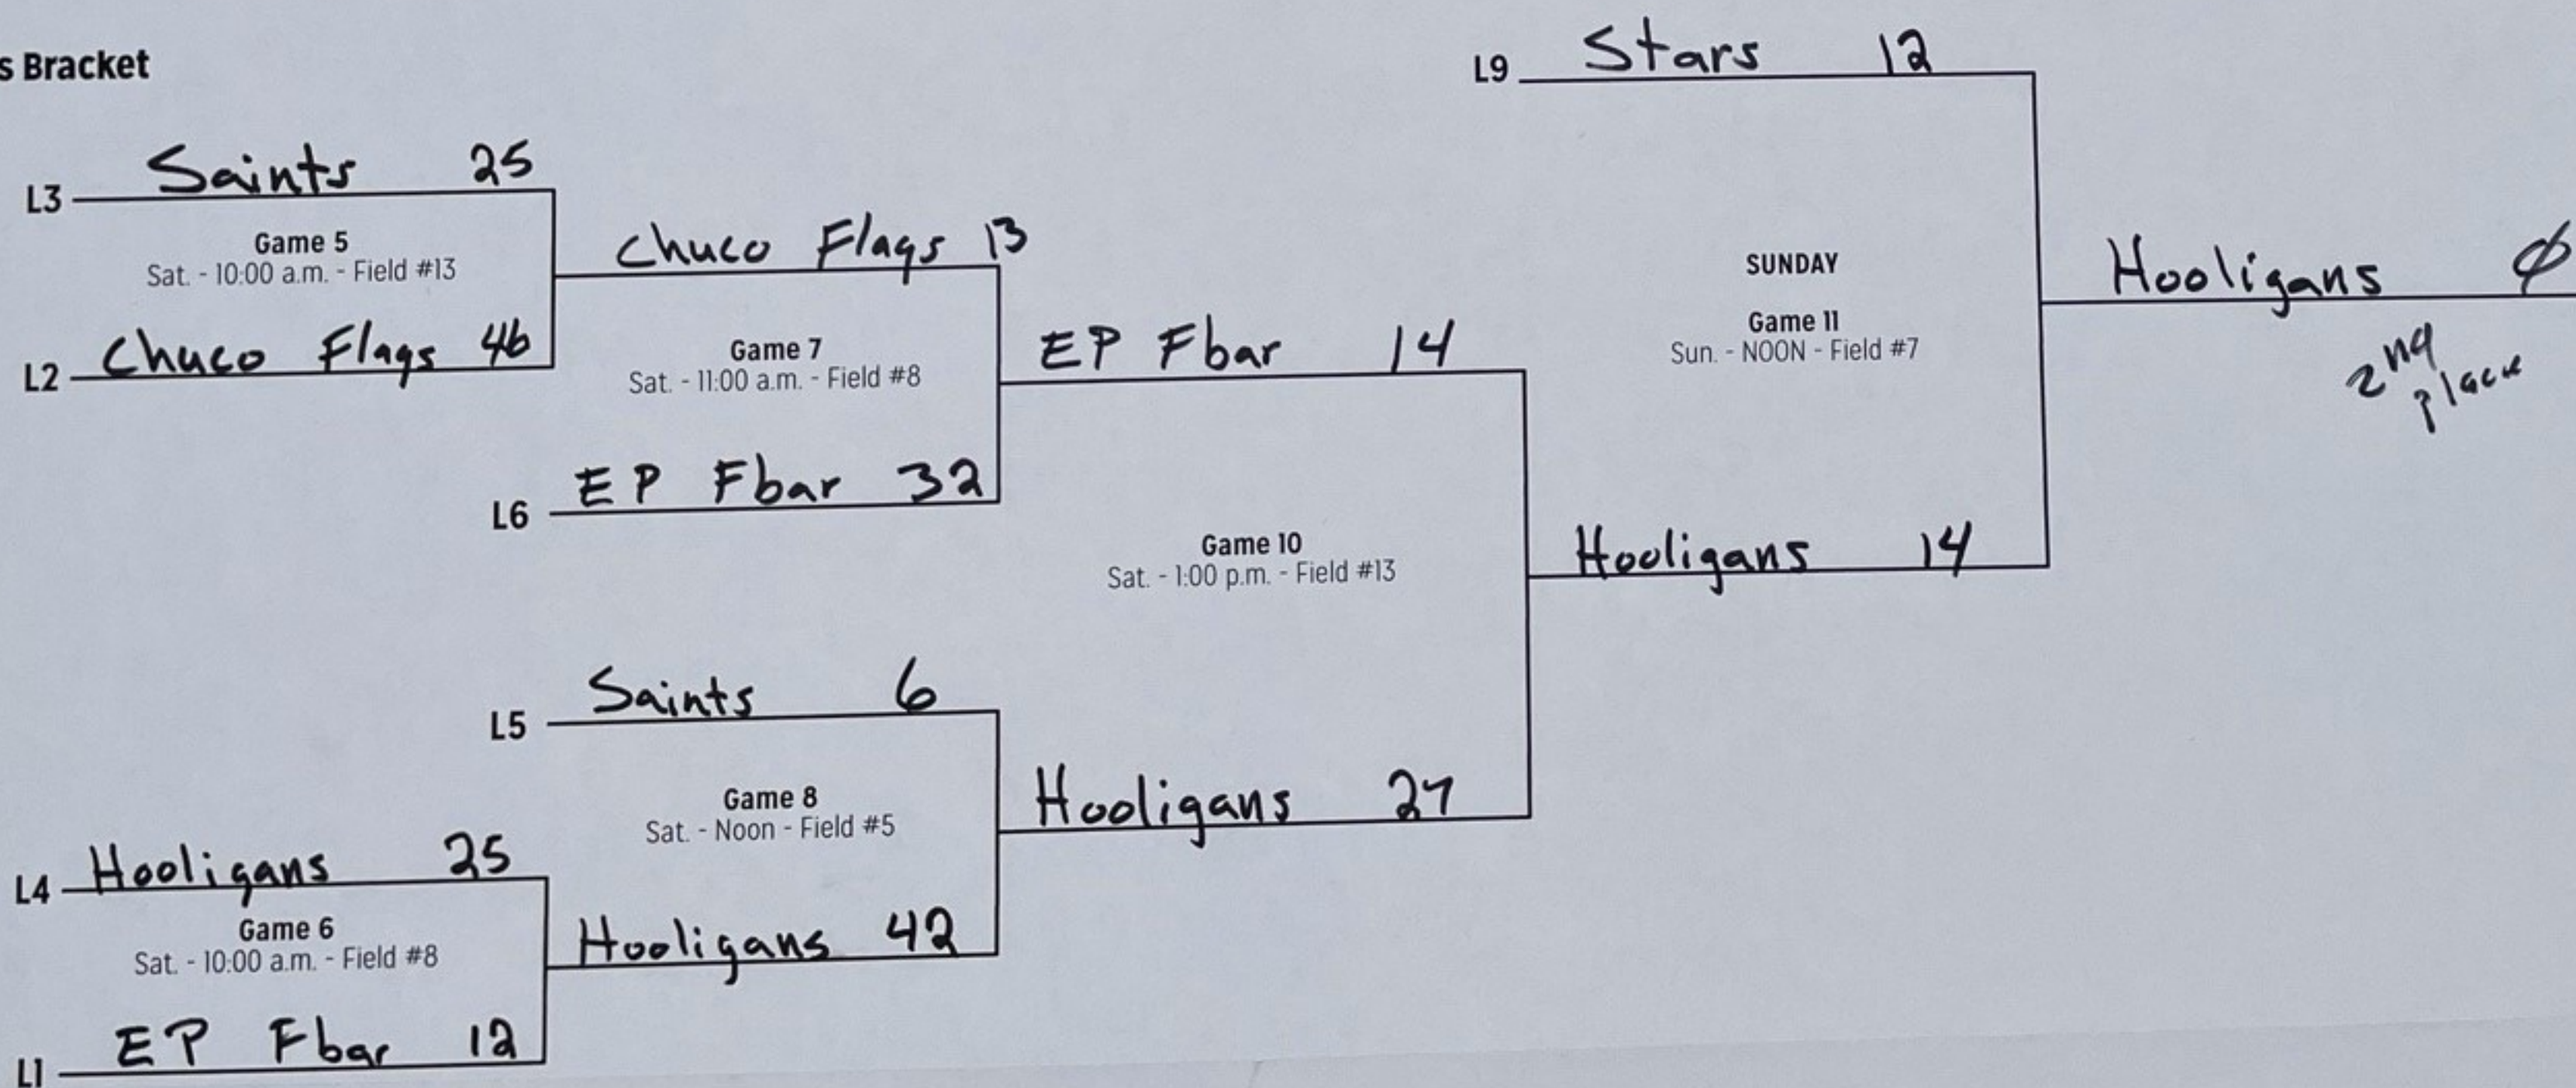 s Bracket
L9 Stars 12
L3 Saints 25
Game 5
Sat. - 10:00 a.m. - Field #13
L2 Chuco Flags 46
Chuco Flags 13
Game 7
Sat. - 11:00 a.m. - Field #8
L6 EP Fbar 32
EP Fbar 14
Game 10
Sat. - 1:00 p.m. - Field #13
SUNDAY
Game 11
Sun. - NOON - Field #7
Hooligans 0
2nd
place
Hooligans 14
L5 Saints 6
Game 8
Sat. - Noon - Field #5
Hooligans 27
L4 Hooligans 25
Game 6
Sat. - 10:00 a.m. - Field #8
Hooligans 42
L1 EP Fbar 12